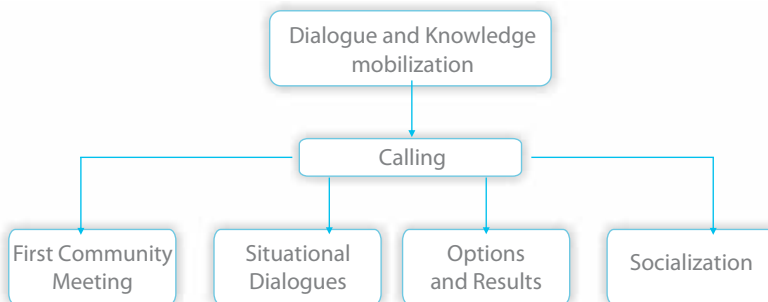 Dialogue and Knowledge
mobilization
Calling
First Community
Meeting
Situational
Dialogues
Options
and Results
Socialization